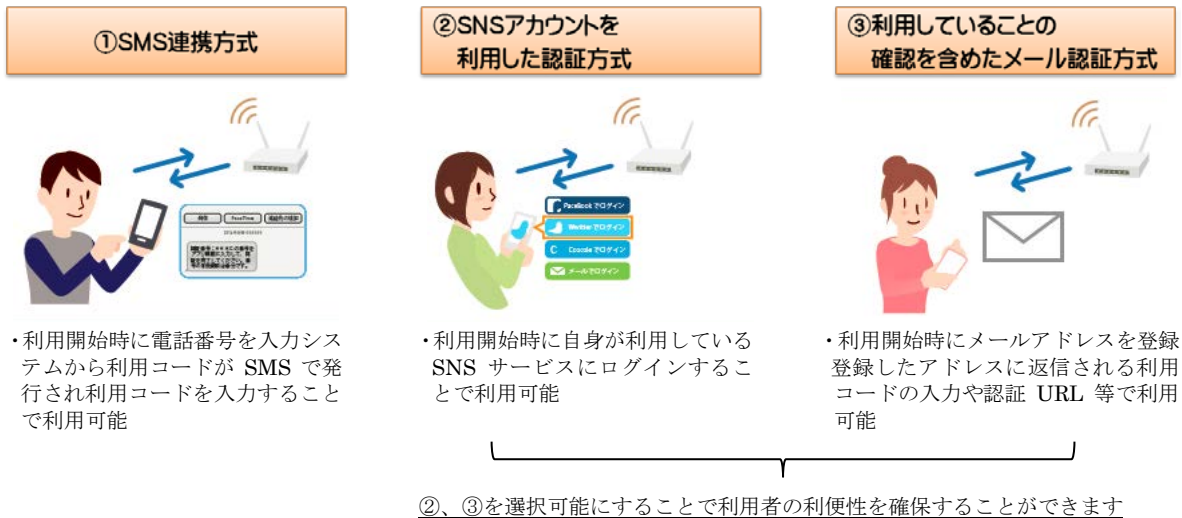 ①SMS連携方式
②SNSアカウントを
利用した認証方式
③利用していることの
確認を含めたメール認証方式
でログイン
でログイン
でログイン
メールでログイン
・利用開始時に電話番号を入力シス
テムから利用コードが SMS で発
行され利用コードを入力すること
で利用可能
・利用開始時に自身が利用している
SNS サービスにログインするこ
とで利用可能
・利用開始時にメールアドレスを登録
登録したアドレスに返信される利用
コードの入力や認証 URL 等で利用
可能
②、③を選択可能にすることで利用者の利便性を確保することができます